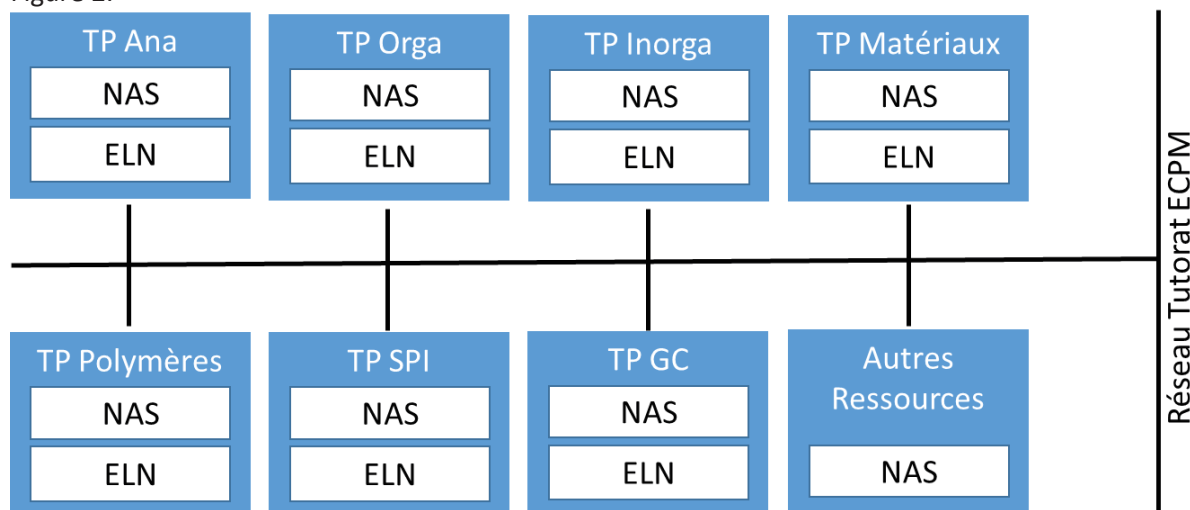 TP Ana
NAS
ELN
TP Orga
NAS
ELN
TP Inorga
NAS
ELN
TP Matériaux
NAS
ELN
TP Polymères
NAS
ELN
TP SPI
NAS
ELN
TP GC
NAS
ELN
Autres
Ressources
NAS
Réseau Tutorat ECPM